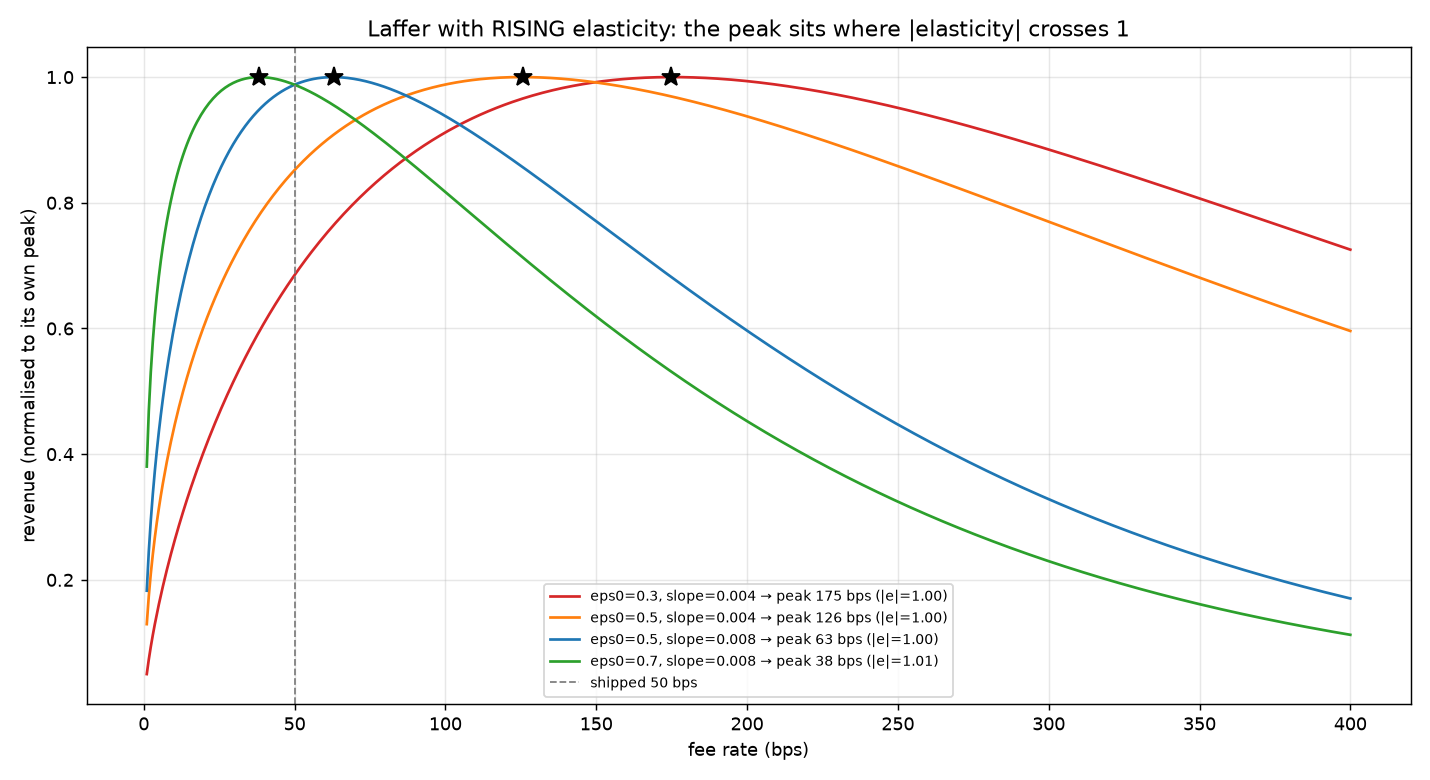 Laffer with RISING elasticity: the peak sits where |elasticity| crosses 1
revenue (normalised to its own peak)
1.0
0.8
0.6
0.4
0.2
eps0=0.3, slope=0.004 → peak 175 bps (|e|=1.00)
eps0=0.5, slope=0.004 → peak 126 bps (|e|=1.00)
eps0=0.5, slope=0.008 → peak 63 bps (|e|=1.00)
eps0=0.7, slope=0.008 → peak 38 bps (|e|=1.01)
shipped 50 bps
0 50 100 150 200 250 300 350 400
fee rate (bps)